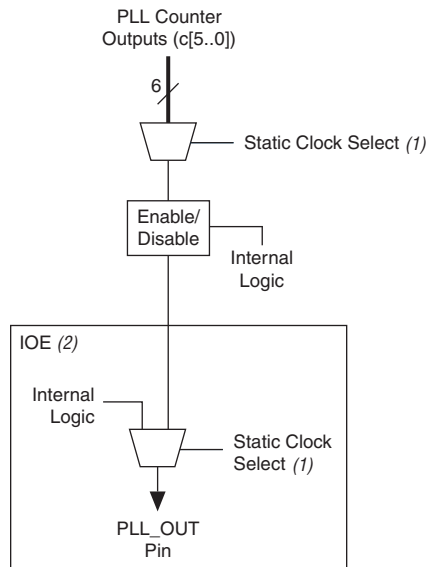 PLL Counter
Outputs (c[5..0])
6
Static Clock Select (1)
Enable/
Disable
Internal
Logic
IOE (2)
Internal
Logic
Static Clock
Select (1)
PLL_OUT
Pin